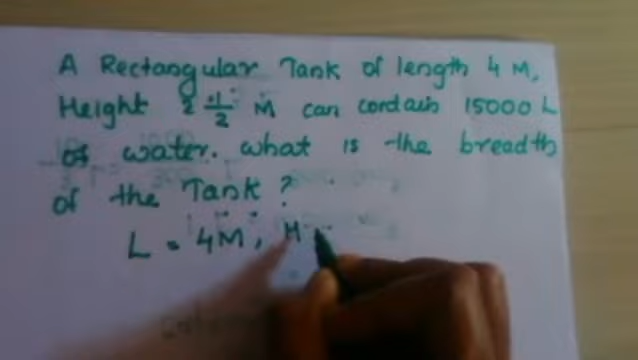 A Rectangular Tank of length 4 M,
Height 2 1/2 M can contain 15000 L
of water. what is the breadth
of the Tank ?
L = 4M, H